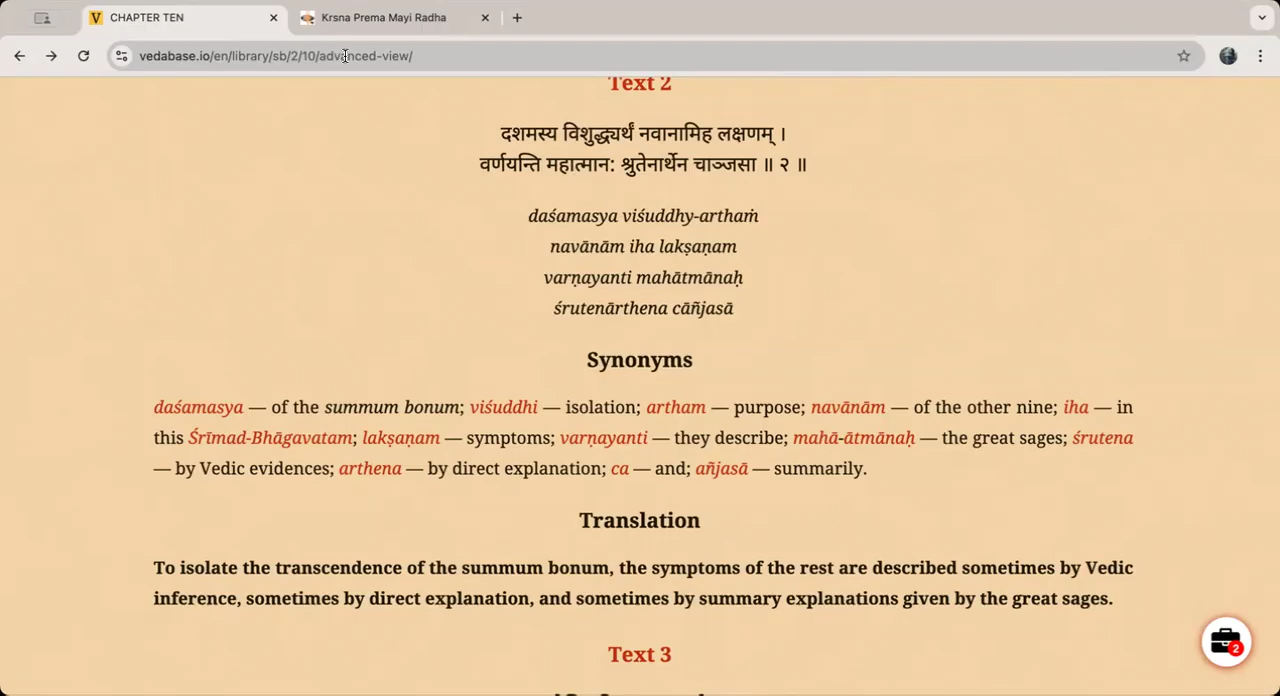 CHAPTER TEN
Krsna Prema Mayi Radha
vedabase.io/en/library/sb/2/10/advanced-view/
Text 2
दशमस्य विशुद्ध्यर्थं नवानामिह लक्षणम् ।
वर्णयन्ति महात्मान: श्रुतेनार्थेन चाञ्जसा ॥ २ ॥
daśamasya viśuddhy-arthaṁ
navānām iha lakṣaṇam
varṇayanti mahātmānaḥ
śrutenārthena cāñjasā
Synonyms
daśamasya — of the summum bonum; viśuddhi — isolation; artham — purpose; navānām — of the other nine; iha — in
this Śrīmad-Bhāgavatam; lakṣaṇam — symptoms; varṇayanti — they describe; mahā-ātmānaḥ — the great sages; śrutena
— by Vedic evidences; arthena — by direct explanation; ca — and; añjasā — summarily.
Translation
To isolate the transcendence of the summum bonum, the symptoms of the rest are described sometimes by Vedic
inference, sometimes by direct explanation, and sometimes by summary explanations given by the great sages.
2
Text 3